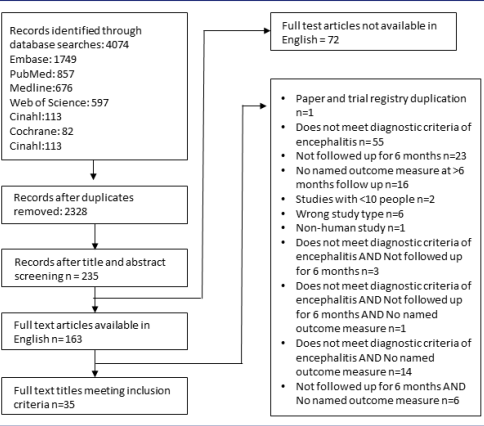 Records identified through
database searches: 4074
Embase: 1749
PubMed: 857
Medline:676
Web of Science: 597
Cinahl:113
Cochrane: 82
Cinahl:113
Records after duplicates
removed: 2328
Records after title and abstract
screening n = 235
Full text articles available in
English n= 163
Full text titles meeting inclusion
criteria n=35
Full test articles not available in
English = 72
• Paper and trial registry duplication
n=1
• Does not meet diagnostic criteria of
encephalitis n=55
• Not followed up for 6 months n=23
• No named outcome measure at >6
months follow up n=16
• Studies with <10 people n=2
• Wrong study type n=6
• Non-human study n=1
• Does not meet diagnostic criteria of
encephalitis AND Not followed up
for 6 months n=3
• Does not meet diagnostic criteria of
encephalitis AND Not followed up
for 6 months AND No named
outcome measure n=1
• Does not meet diagnostic criteria of
encephalitis AND No named
outcome measure n=14
• Not followed up for 6 months AND
No named outcome measure n=6